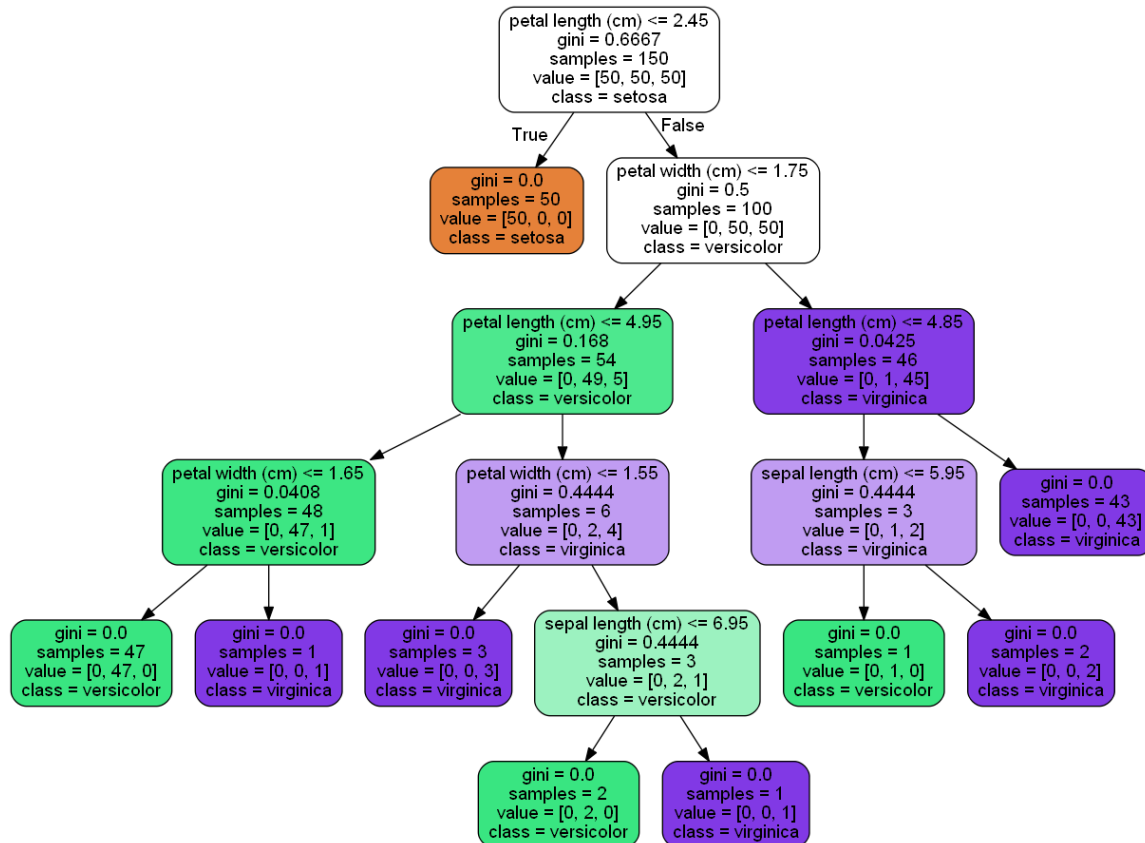 petal length (cm) <= 2.45
gini = 0.6667
samples = 150
value = [50, 50, 50]
class = setosa
True
False
gini = 0.0
samples = 50
value = [50, 0, 0]
class = setosa
petal width (cm) <= 1.75
gini = 0.5
samples = 100
value = [0, 50, 50]
class = versicolor
petal length (cm) <= 4.95
gini = 0.168
samples = 54
value = [0, 49, 5]
class = versicolor
petal length (cm) <= 4.85
gini = 0.0425
samples = 46
value = [0, 1, 45]
class = virginica
petal width (cm) <= 1.65
gini = 0.0408
samples = 48
value = [0, 47, 1]
class = versicolor
petal width (cm) <= 1.55
gini = 0.4444
samples = 6
value = [0, 2, 4]
class = virginica
sepal length (cm) <= 5.95
gini = 0.4444
samples = 3
value = [0, 1, 2]
class = virginica
gini = 0.0
samples = 43
value = [0, 0, 43]
class = virginica
gini = 0.0
samples = 47
value = [0, 47, 0]
class = versicolor
gini = 0.0
samples = 1
value = [0, 0, 1]
class = virginica
gini = 0.0
samples = 3
value = [0, 0, 3]
class = virginica
sepal length (cm) <= 6.95
gini = 0.4444
samples = 3
value = [0, 2, 1]
class = versicolor
gini = 0.0
samples = 1
value = [0, 1, 0]
class = versicolor
gini = 0.0
samples = 2
value = [0, 0, 2]
class = virginica
gini = 0.0
samples = 2
value = [0, 2, 0]
class = versicolor
gini = 0.0
samples = 1
value = [0, 0, 1]
class = virginica